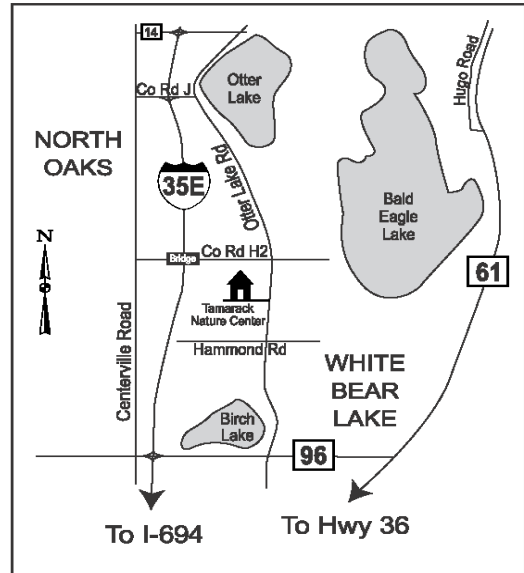 14
Otter
Lake
Co Rd J
Hugo Road
NORTH
OAKS
35E
Otter Lake Rd
Bald
Eagle
Lake
N
Co Rd H2
Bridge
61
Tamarack
Nature Center
Hammond Rd
Centerville Road
WHITE
BEAR
LAKE
Birch
Lake
96
To I-694
To Hwy 36